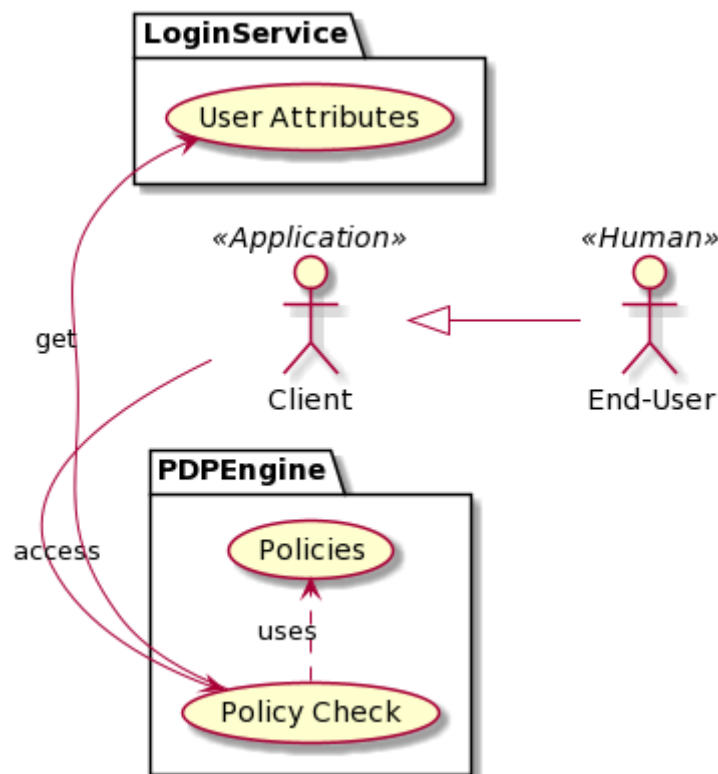 LoginService
User Attributes
«Application»
«Human»
get
Client
End-User
PDPEngine
Policies
access
uses
Policy Check